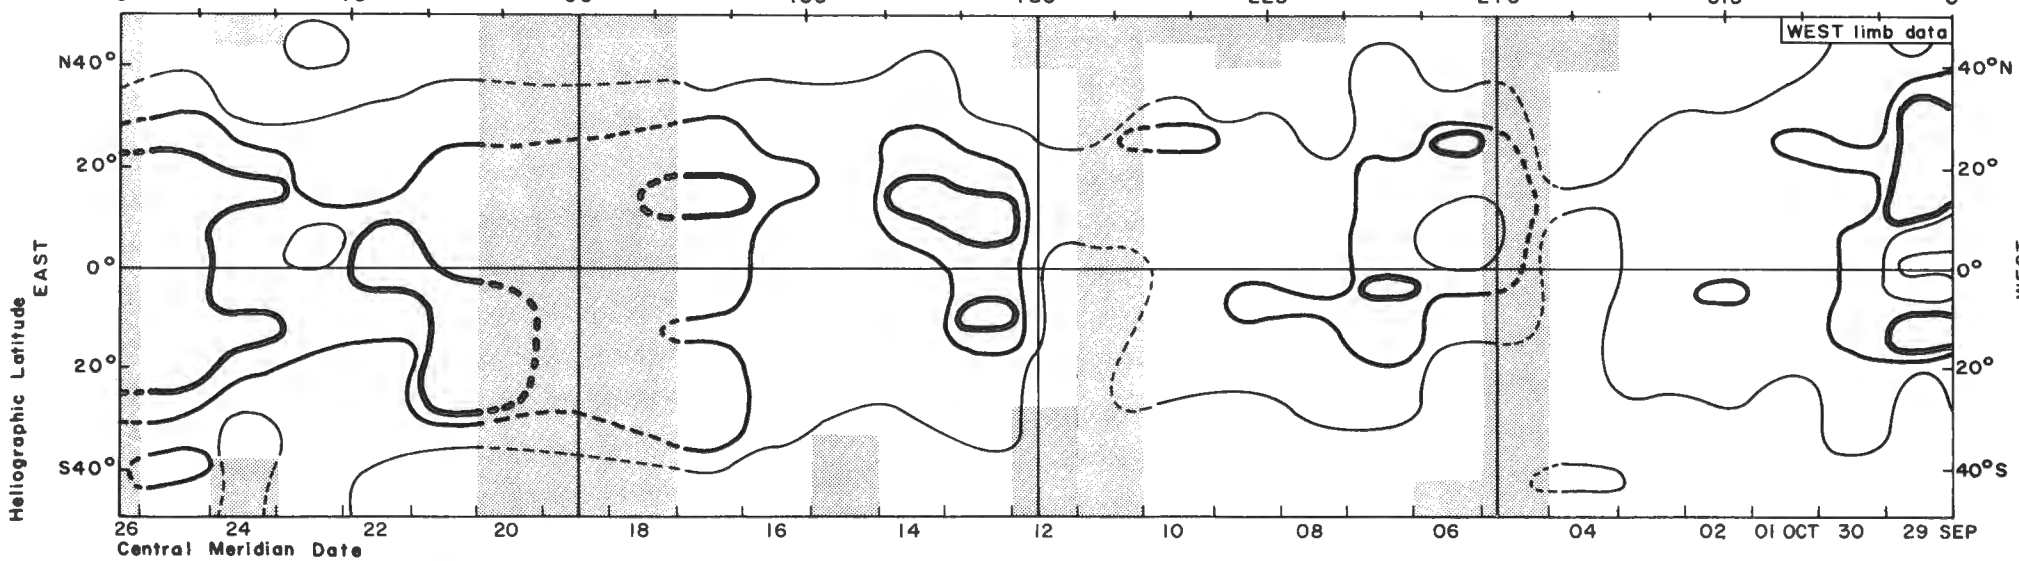 WEST limb data
N40°
40°N
20°
20°
0°
0°
20°
20°
S40°
40°S
Heliographic Latitude
EAST
26 24 22 20 18 16 14 12 10 08 06 04 02 01 OCT 30 29 SEP
Central Meridian Date